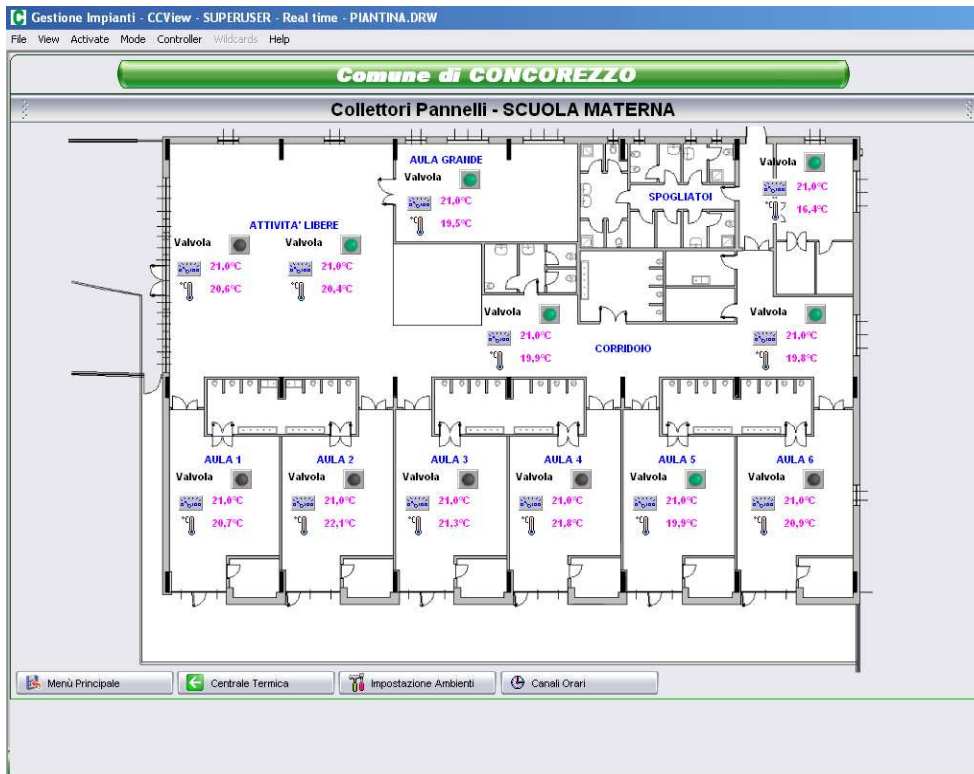 Gestione Impianti - CCView - SUPERUSER - Real time - PIANTINA.DRW
File View Activate Mode Controller Wildcards Help
Comune di CONCOREZZO
Collettori Pannelli - SCUOLA MATERNA
AULA GRANDE
Valvola
21,0°C
19,5°C
SPOGLIATOI
Valvola
21,0°C
16,4°C
ATTIVITA' LIBERE
Valvola Valvola
21,0°C 21,0°C
°C 20,6°C °C 20,4°C
Valvola Valvola
21,0°C 21,0°C
°C 19,9°C °C 19,8°C
CORRIDOIO
AULA 1 AULA 2 AULA 3 AULA 4 AULA 5 AULA 6
Valvola Valvola Valvola Valvola Valvola Valvola
21,0°C 21,0°C 21,0°C 21,0°C 21,0°C 21,0°C
°C 20,7°C °C 22,1°C °C 21,3°C °C 21,8°C °C 19,9°C °C 20,9°C
Menù Principale Centrale Termica Impostazione Ambienti Canali Orari